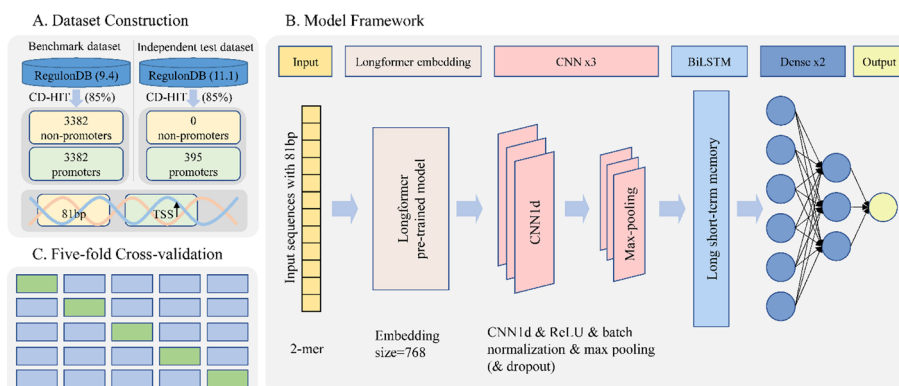 A. Dataset Construction
Benchmark dataset
Independent test dataset
RegulonDB (9.4)
RegulonDB (11.1)
CD-HIT (85%)
CD-HIT (85%)
3382
non-promoters
0
non-promoters
3382
promoters
395
promoters
81bp
TSS
C. Five-fold Cross-validation
B. Model Framework
Input
Longformer embedding
CNN x3
BiLSTM
Dense x2
Output
Input sequences with 81bp
Longformer
pre-trained model
CNN1d
Max-pooling
Long short-term memory
2-mer
Embedding
size=768
CNN1d & ReLU & batch
normalization & max pooling
(& dropout)